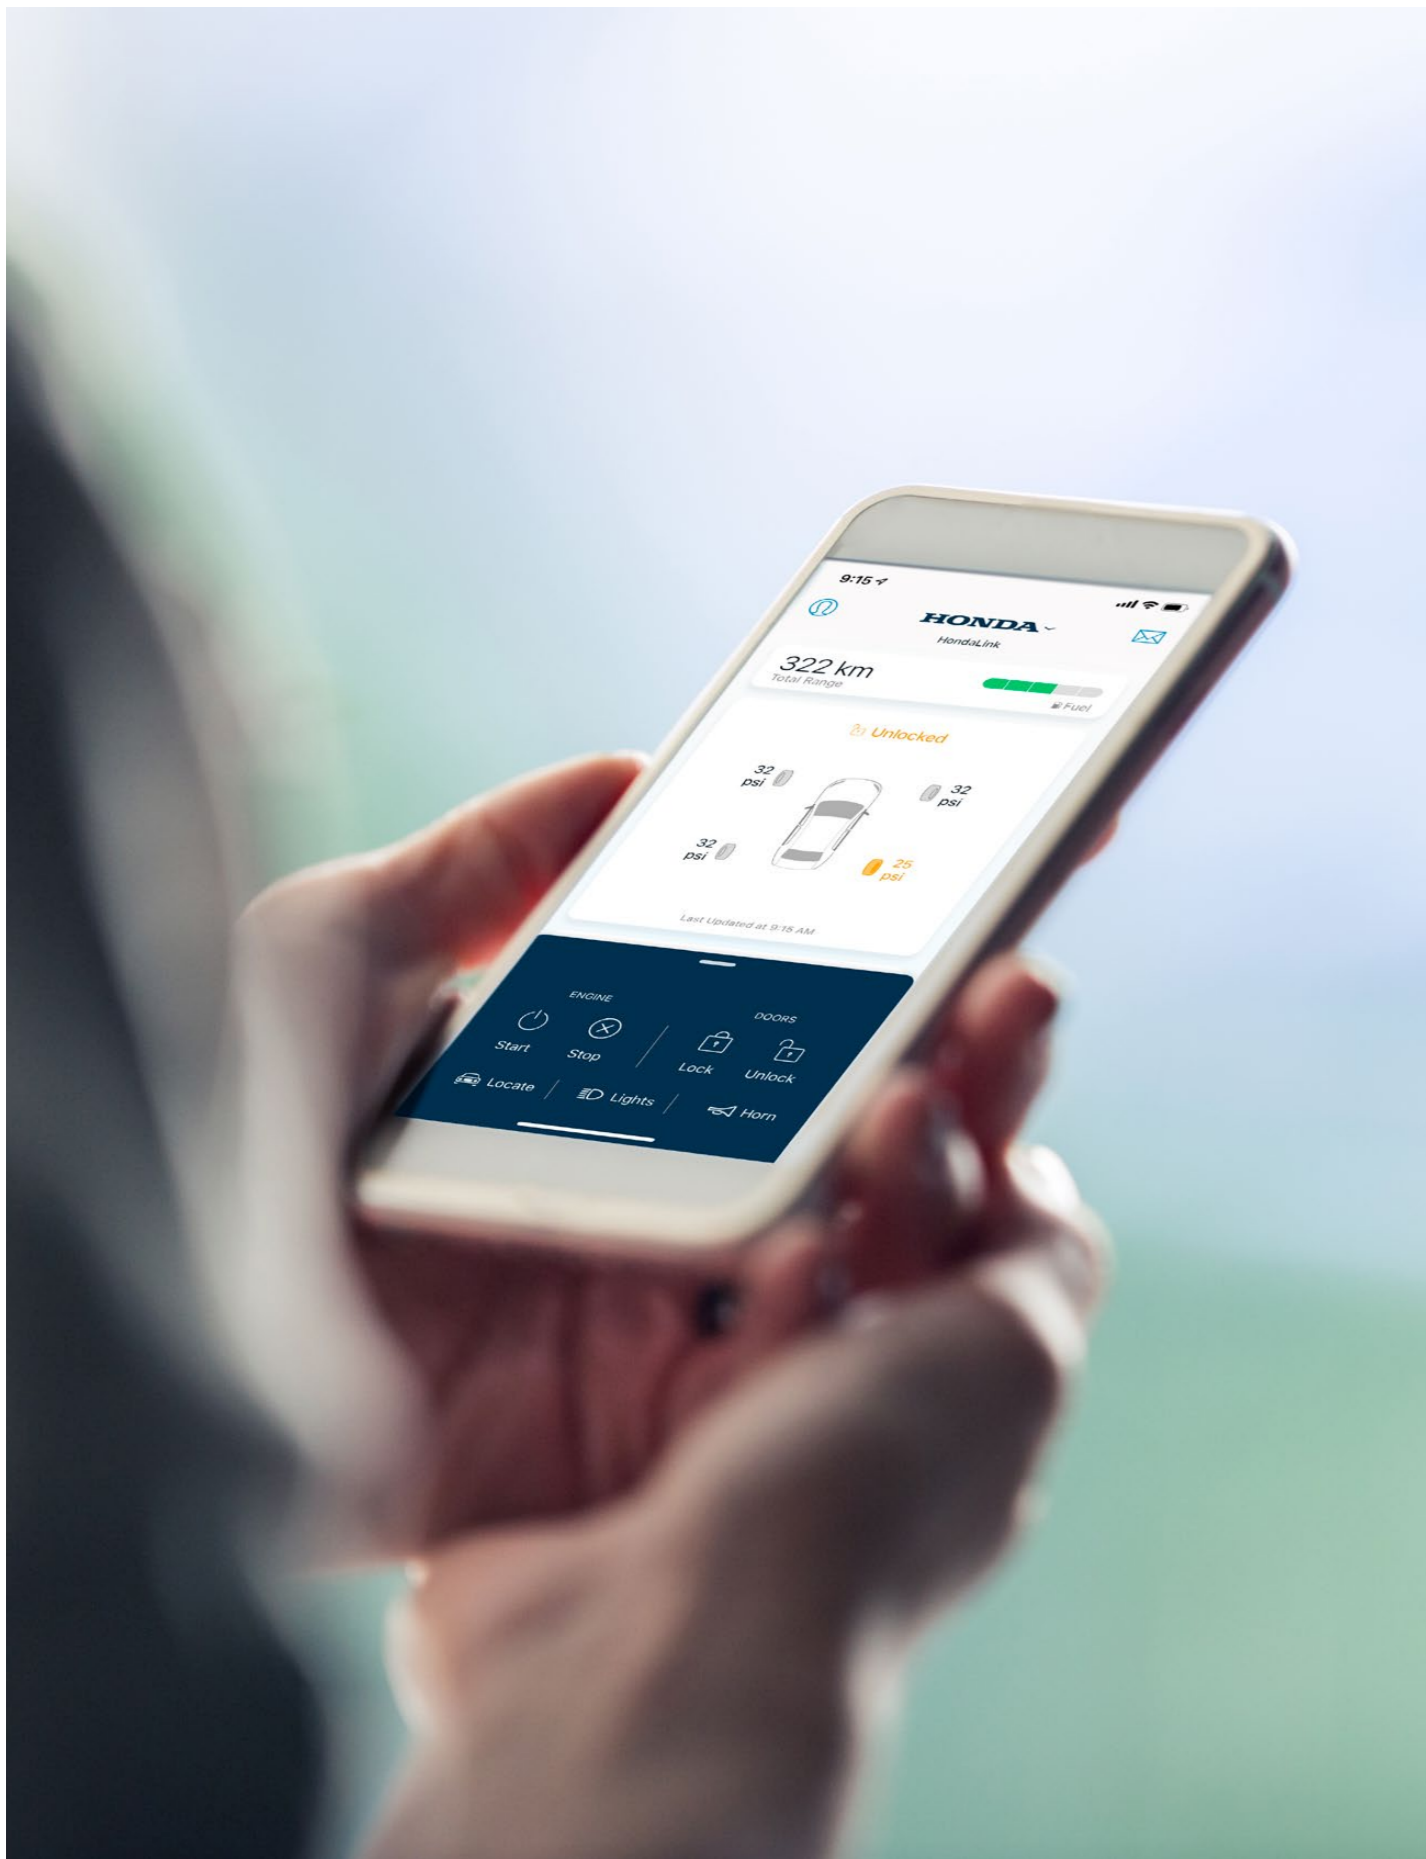 9:15
HONDA
HondaLink
322 km
Total Range
Fuel
Unlocked
32
psi
32
psi
32
psi
25
psi
Last Updated at 9:15 AM
ENGINE
DOORS
Start
Stop
Lock
Unlock
Locate
Lights
Horn